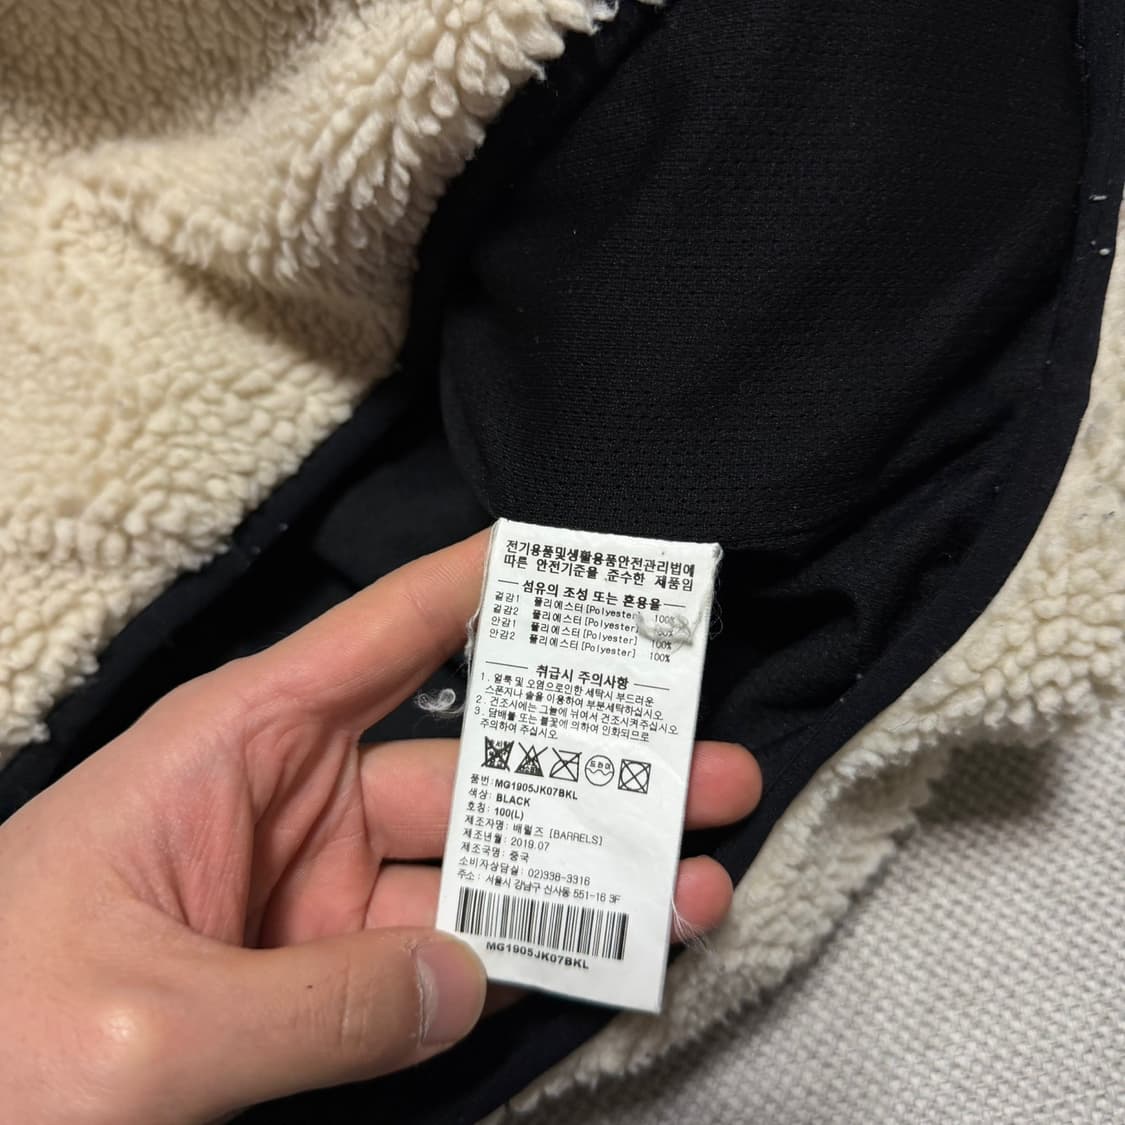 전기용품및생활용품안전관리법에
따른 안전기준을 준수한 제품임
섬유의 조성 또는 혼용율
겉감1 폴리에스터[Polyester] 100%
겉감2 폴리에스터[Polyester] 100%
안감1 폴리에스터[Polyester] 100%
안감2 폴리에스터[Polyester] 100%
취급시 주의사항
1. 얼룩 및 오염으로인한 세탁시 부드러운
스폰지나 솔을 이용하여 부분세탁하십시오
2. 건조시에는 그늘에 뉘어서 건조시켜주십시오
3. 담배불 또는 불꽃에 의하여 인화되므로
주의하여 주십시오
드라이
품번: MG1905JK07BKL
색상: BLACK
호칭: 100(L)
제조자명: 배럴즈 [BARRELS]
제조년월: 2019.07
제조국명: 중국
소비자상담실: 02)338-3316
주소: 서울시 강남구 신사동 551-16 3F
MG1905JK07BKL